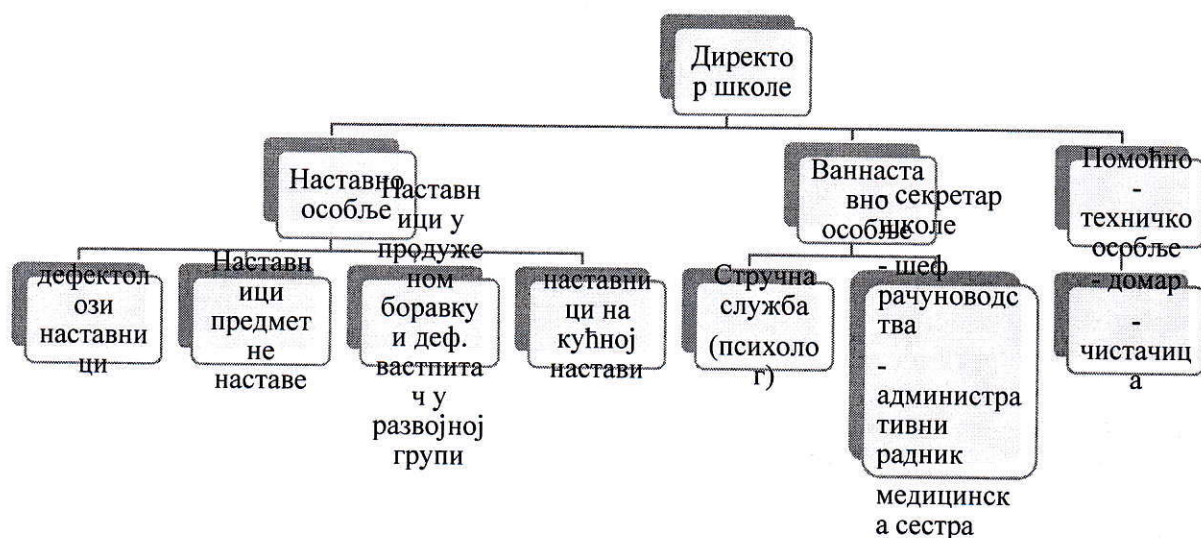 Директо
р школе
Наставно
особље
Ваннаста
вно
особље
Помоћно
-
техничко
особље
дефектол
ози
наставни
ци
Наставн
ици
предмет
не
наставе
Наставн
ици у
продуже
ном
боравку
и деф.
вастпита
ч у
развојној
групи
наставни
ци на
кућној
настави
Стручна
служба
(психоло
г)
- секретар
школе
- шеф
рачуноводс
тва
-
администра
тивни
радник
медицинск
а сестра
- домар
-
чистачиц
а